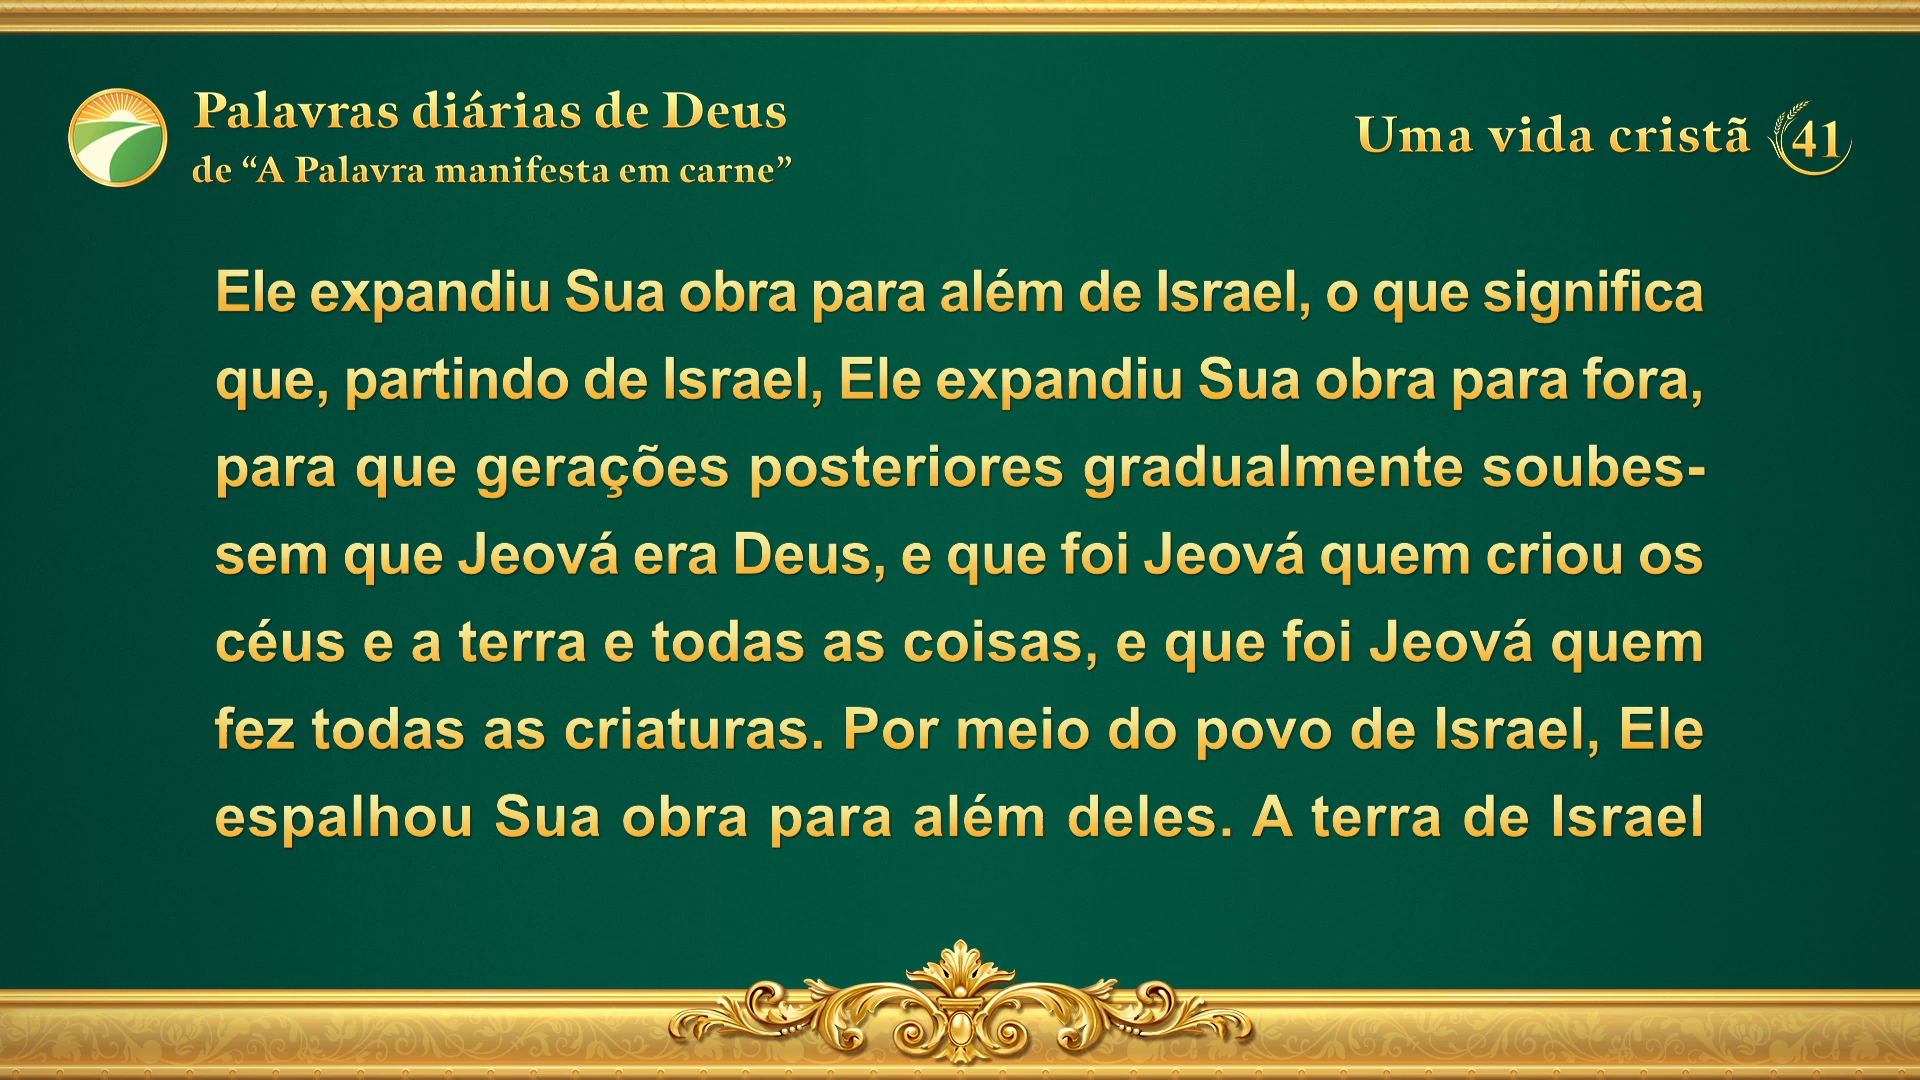 Palavras diárias de Deus
de “A Palavra manifesta em carne”
Uma vida cristã 41
Ele expandiu Sua obra para além de Israel, o que significa
que, partindo de Israel, Ele expandiu Sua obra para fora,
para que gerações posteriores gradualmente soubes-
sem que Jeová era Deus, e que foi Jeová quem criou os
céus e a terra e todas as coisas, e que foi Jeová quem
fez todas as criaturas. Por meio do povo de Israel, Ele
espalhou Sua obra para além deles. A terra de Israel